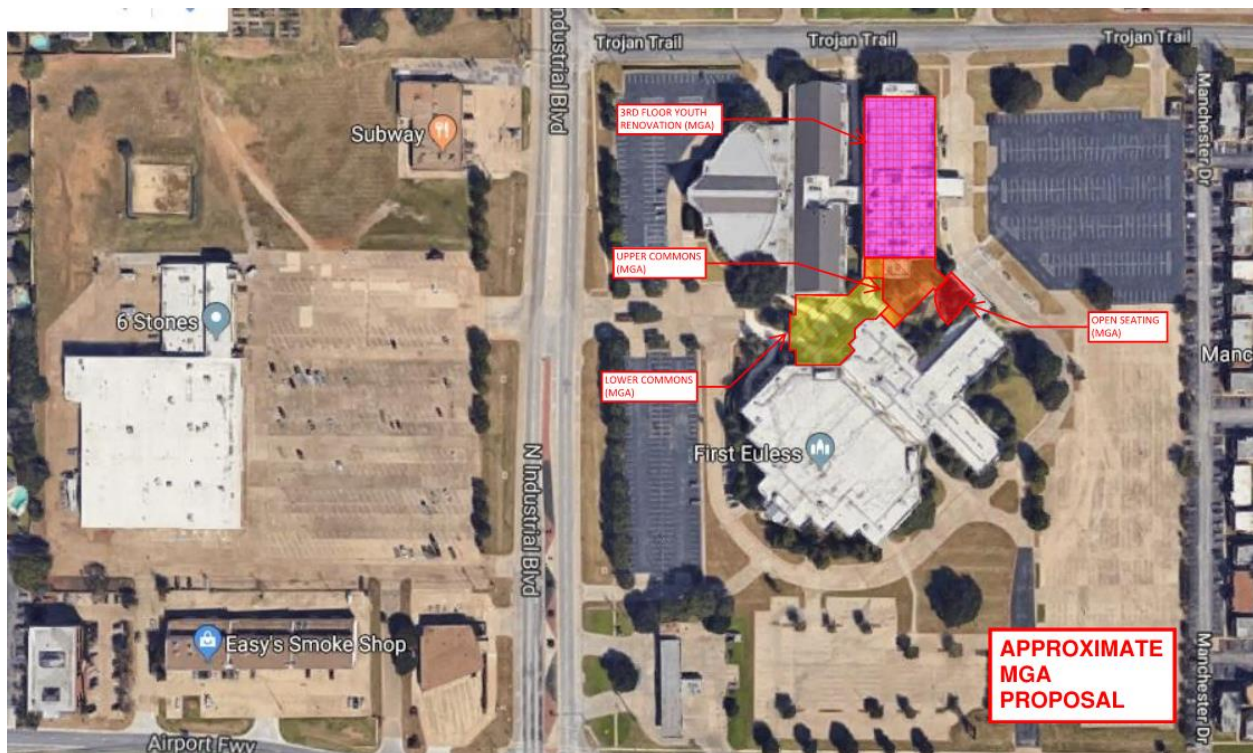 Trojan Trail
Trojan Trail
Trojan Trail
ndustrial Blvd
Manchester Dr
3RD FLOOR YOUTH
RENOVATION (MGA)
Subway
UPPER COMMONS
(MGA)
6 Stones
OPEN SEATING
(MGA)
Manc
LOWER COMMONS
(MGA)
First Euless
N Industrial Blvd
Easy's Smoke Shop
APPROXIMATE
MGA
PROPOSAL
Manchester Dr
Airport Fwy